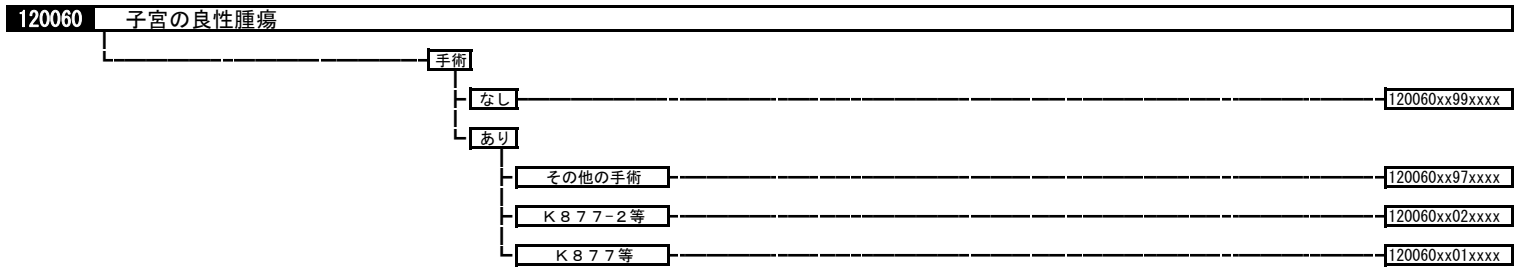 120060 子宮の良性腫瘍
手術
なし 120060xx99xxxx
あり
その他の手術 120060xx97xxxx
Ｋ８７７-２等 120060xx02xxxx
Ｋ８７７等 120060xx01xxxx